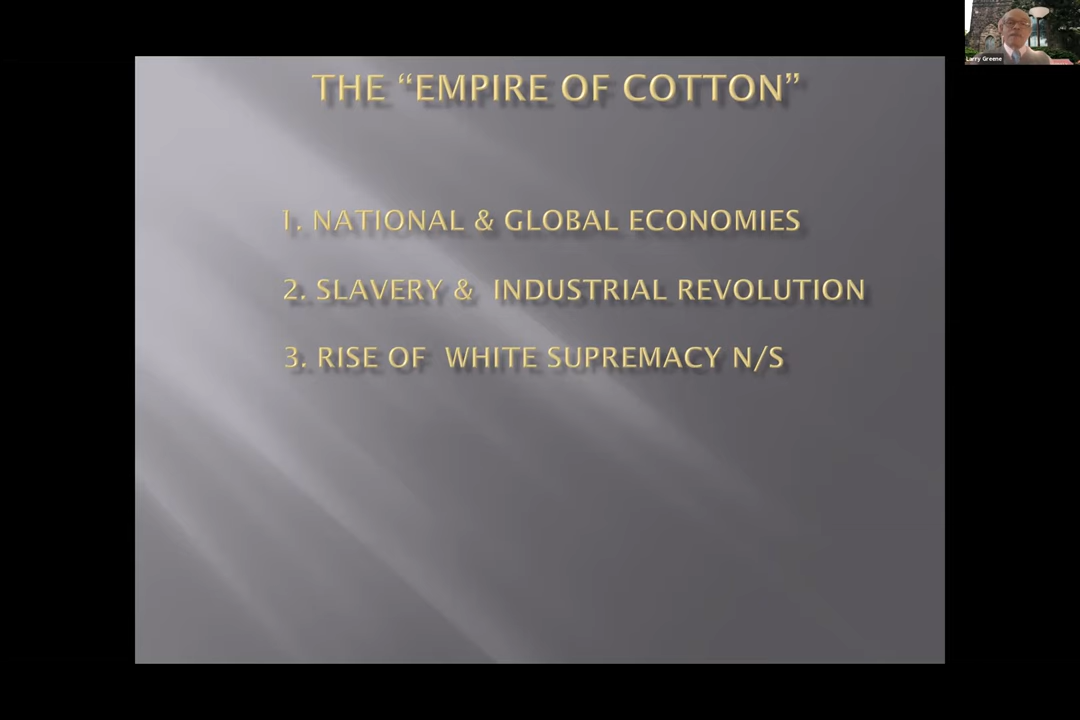 THE “EMPIRE OF COTTON”
1. NATIONAL & GLOBAL ECONOMIES
2. SLAVERY & INDUSTRIAL REVOLUTION
3. RISE OF WHITE SUPREMACY N/S
Larry Greene